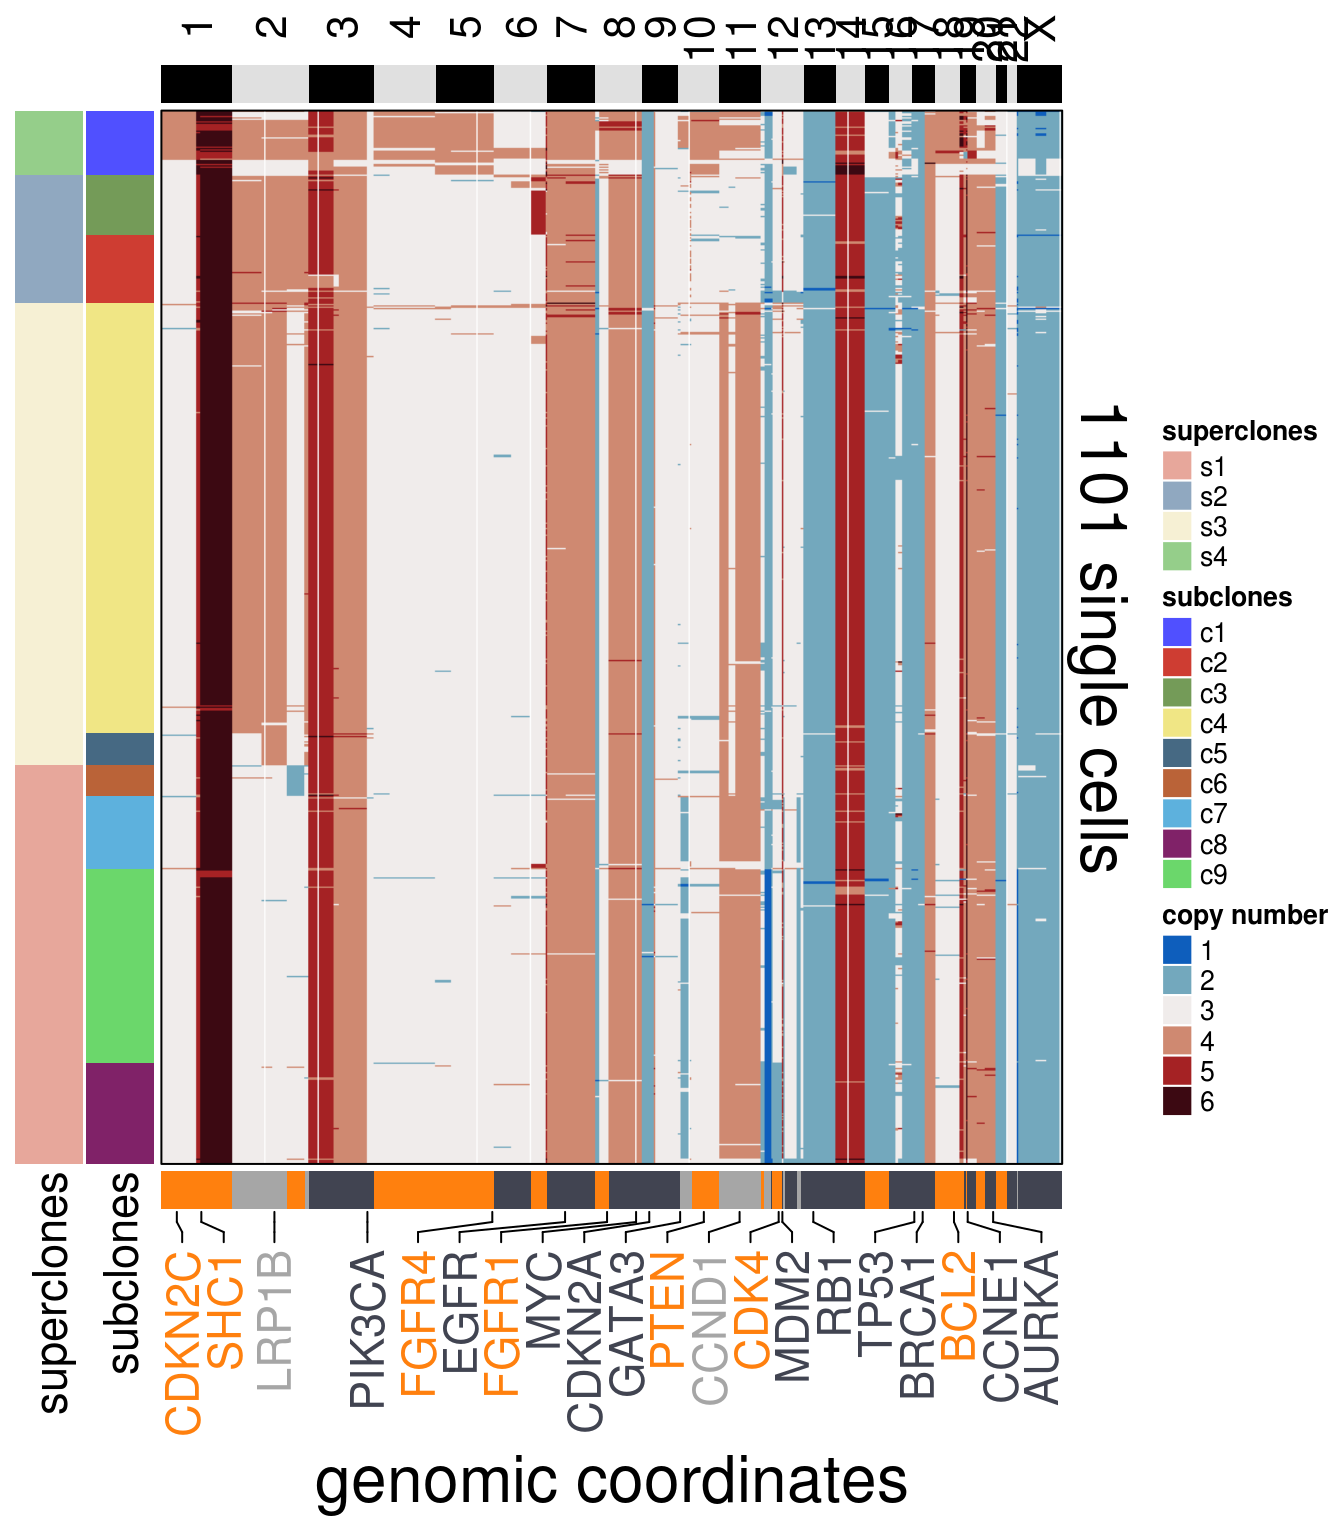 1
2
3
4
5
6
7
8
9
10
11
12
13
14
15
16
17
18
19
20
22
X
1101 single cells
superclones
s1
s2
s3
s4
subclones
c1
c2
c3
c4
c5
c6
c7
c8
c9
copy number
1
2
3
4
5
6
superclones
subclones
CDKN2C
SHC1
LRP1B
PIK3CA
FGFR4
EGFR
FGFR1
MYC
CDKN2A
GATA3
PTEN
CCND1
CDK4
MDM2
RB1
TP53
BRCA1
BCL2
CCNE1
AURKA
genomic coordinates